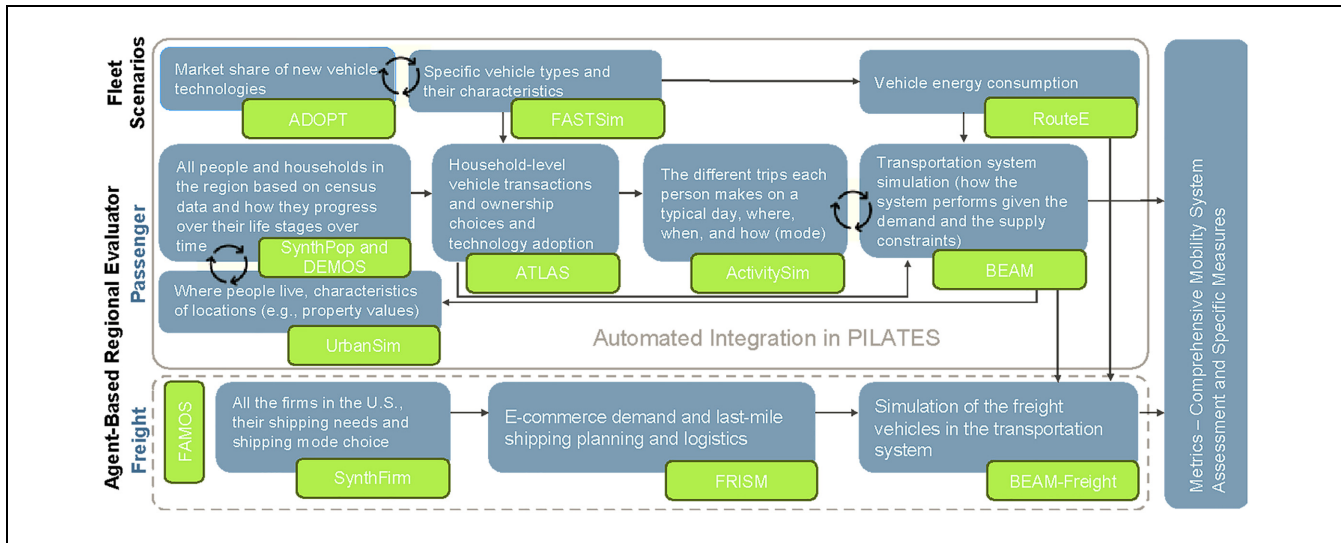 Fleet
Scenarios
Market share of new vehicle
technologies
ADOPT
Specific vehicle types and
their characteristics
FASTSim
Vehicle energy consumption
RouteE
Agent-Based Regional Evaluator
Passenger
All people and households in
the region based on census
data and how they progress
over their life stages over
time
SynthPop and
DEMOS
Household-level
vehicle transactions
and ownership
choices and
technology adoption
ATLAS
The different trips each
person makes on a
typical day, where,
when, and how (mode)
ActivitySim
Transportation system
simulation (how the
system performs given the
demand and the supply
constraints)
BEAM
Where people live, characteristics
of locations (e.g., property values)
UrbanSim
Automated Integration in PILATES
Freight
FAMOS
All the firms in the U.S.,
their shipping needs and
shipping mode choice
SynthFirm
E-commerce demand and last-mile
shipping planning and logistics
FRISM
Simulation of the freight
vehicles in the transportation
system
BEAM-Freight
Metrics – Comprehensive Mobility System
Assessment and Specific Measures